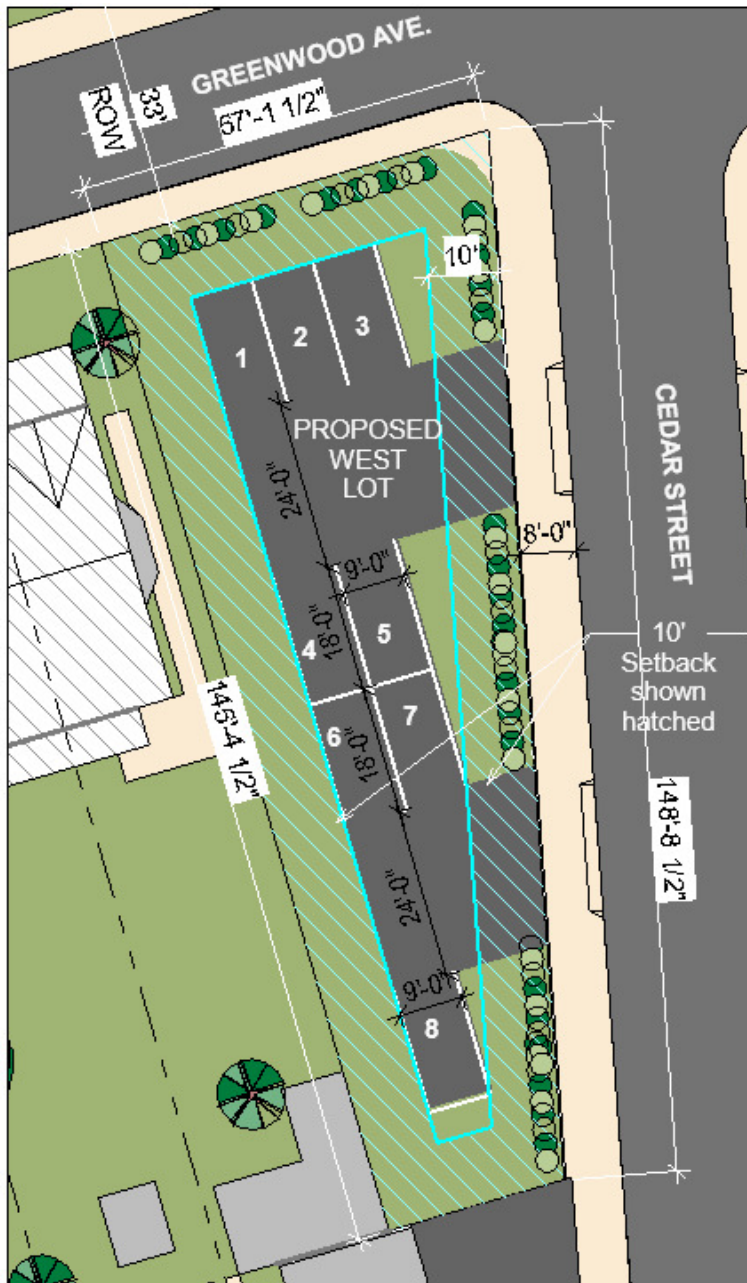 GREENWOOD AVE.
33'
ROW
57'-1 1/2"
10'
1
2
3
PROPOSED
WEST
LOT
CEDAR STREET
24'-0"
8'-0"
9'-0"
18'-0"
5
4
10'
Setback
shown
hatched
7
6
18'-0"
146'-4 1/2"
148'-8 1/2"
24'-0"
9'-0"
8